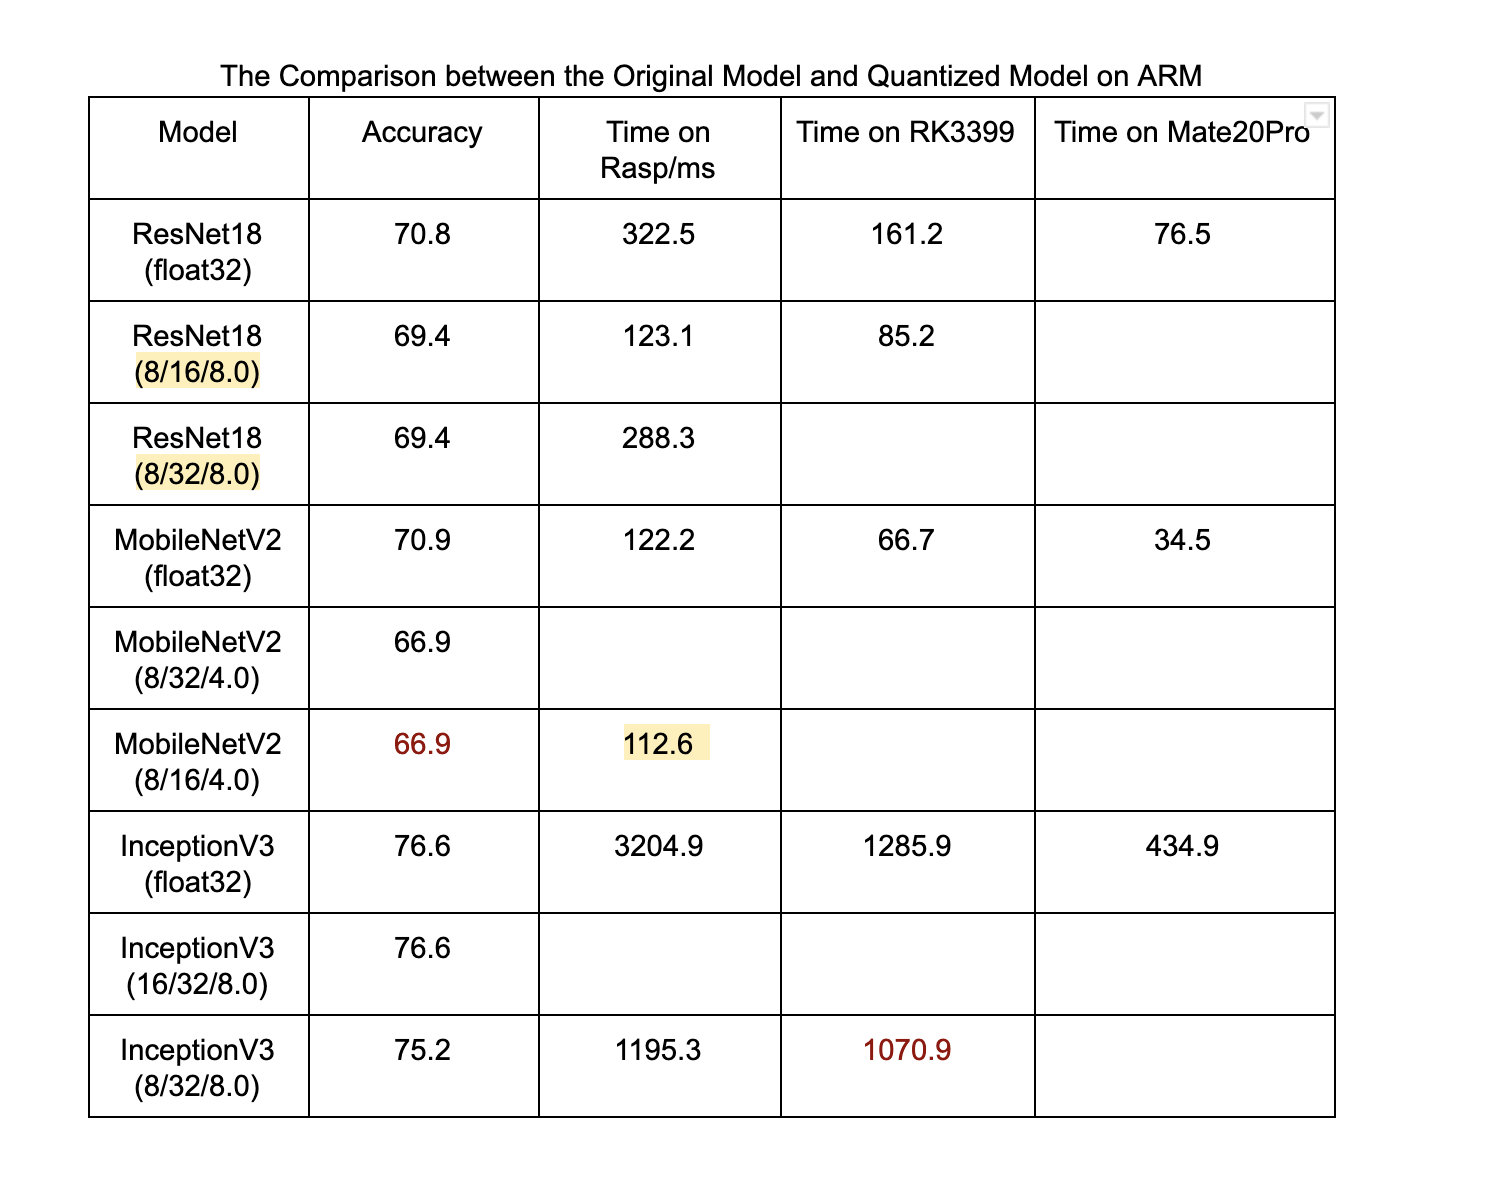 The Comparison between the Original Model and Quantized Model on ARM
Model Accuracy Time on Rasp/ms Time on RK3399 Time on Mate20Pro
ResNet18 (float32) 70.8 322.5 161.2 76.5
ResNet18 (8/16/8.0) 69.4 123.1 85.2
ResNet18 (8/32/8.0) 69.4 288.3
MobileNetV2 (float32) 70.9 122.2 66.7 34.5
MobileNetV2 (8/32/4.0) 66.9
MobileNetV2 (8/16/4.0) 66.9 112.6
InceptionV3 (float32) 76.6 3204.9 1285.9 434.9
InceptionV3 (16/32/8.0) 76.6
InceptionV3 (8/32/8.0) 75.2 1195.3 1070.9